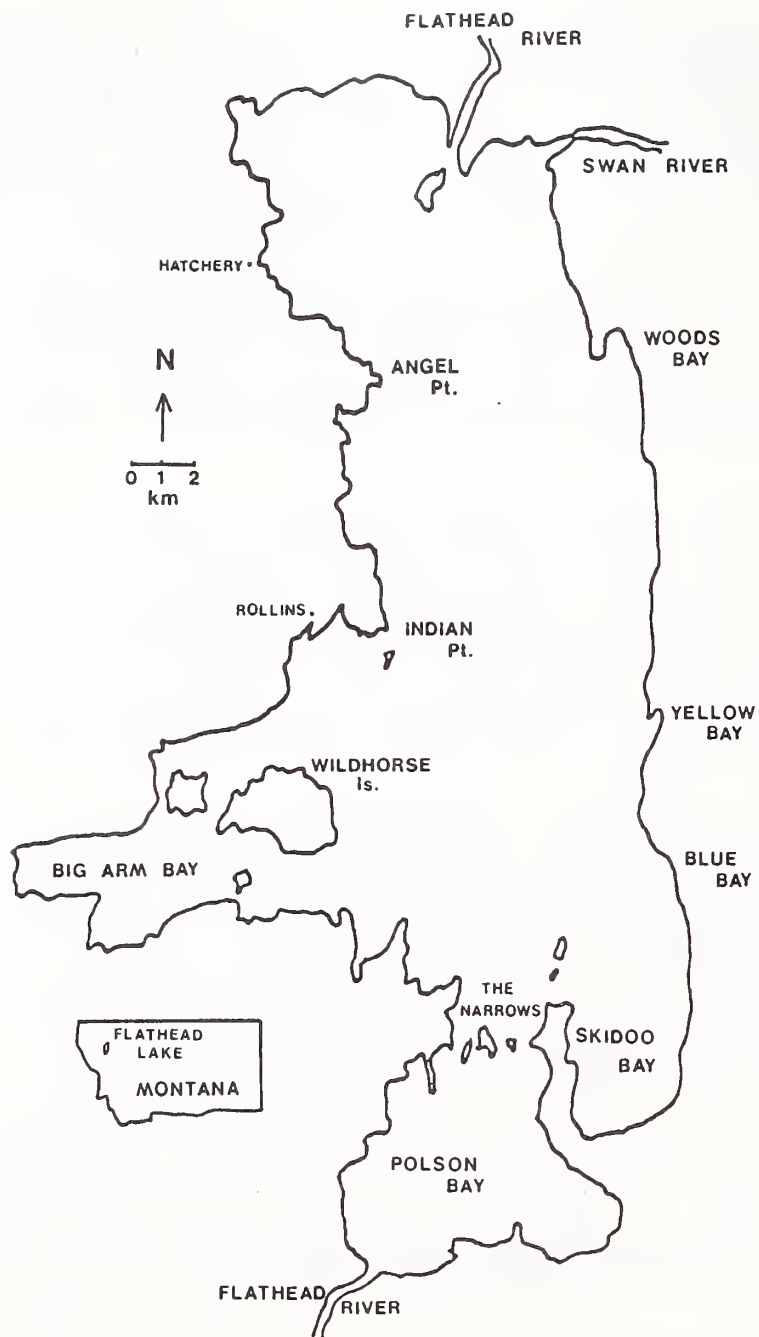 FLATHEAD
RIVER
SWAN RIVER
HATCHERY
WOODS
BAY
ANGEL
Pt.
N
0 1 2
km
ROLLINS.
INDIAN
Pt.
YELLOW
BAY
WILDHORSE
Is.
BLUE
BAY
BIG ARM BAY
THE
NARROWS
SKIDOO
BAY
FLATHEAD
LAKE
MONTANA
POLSON
BAY
FLATHEAD
RIVER